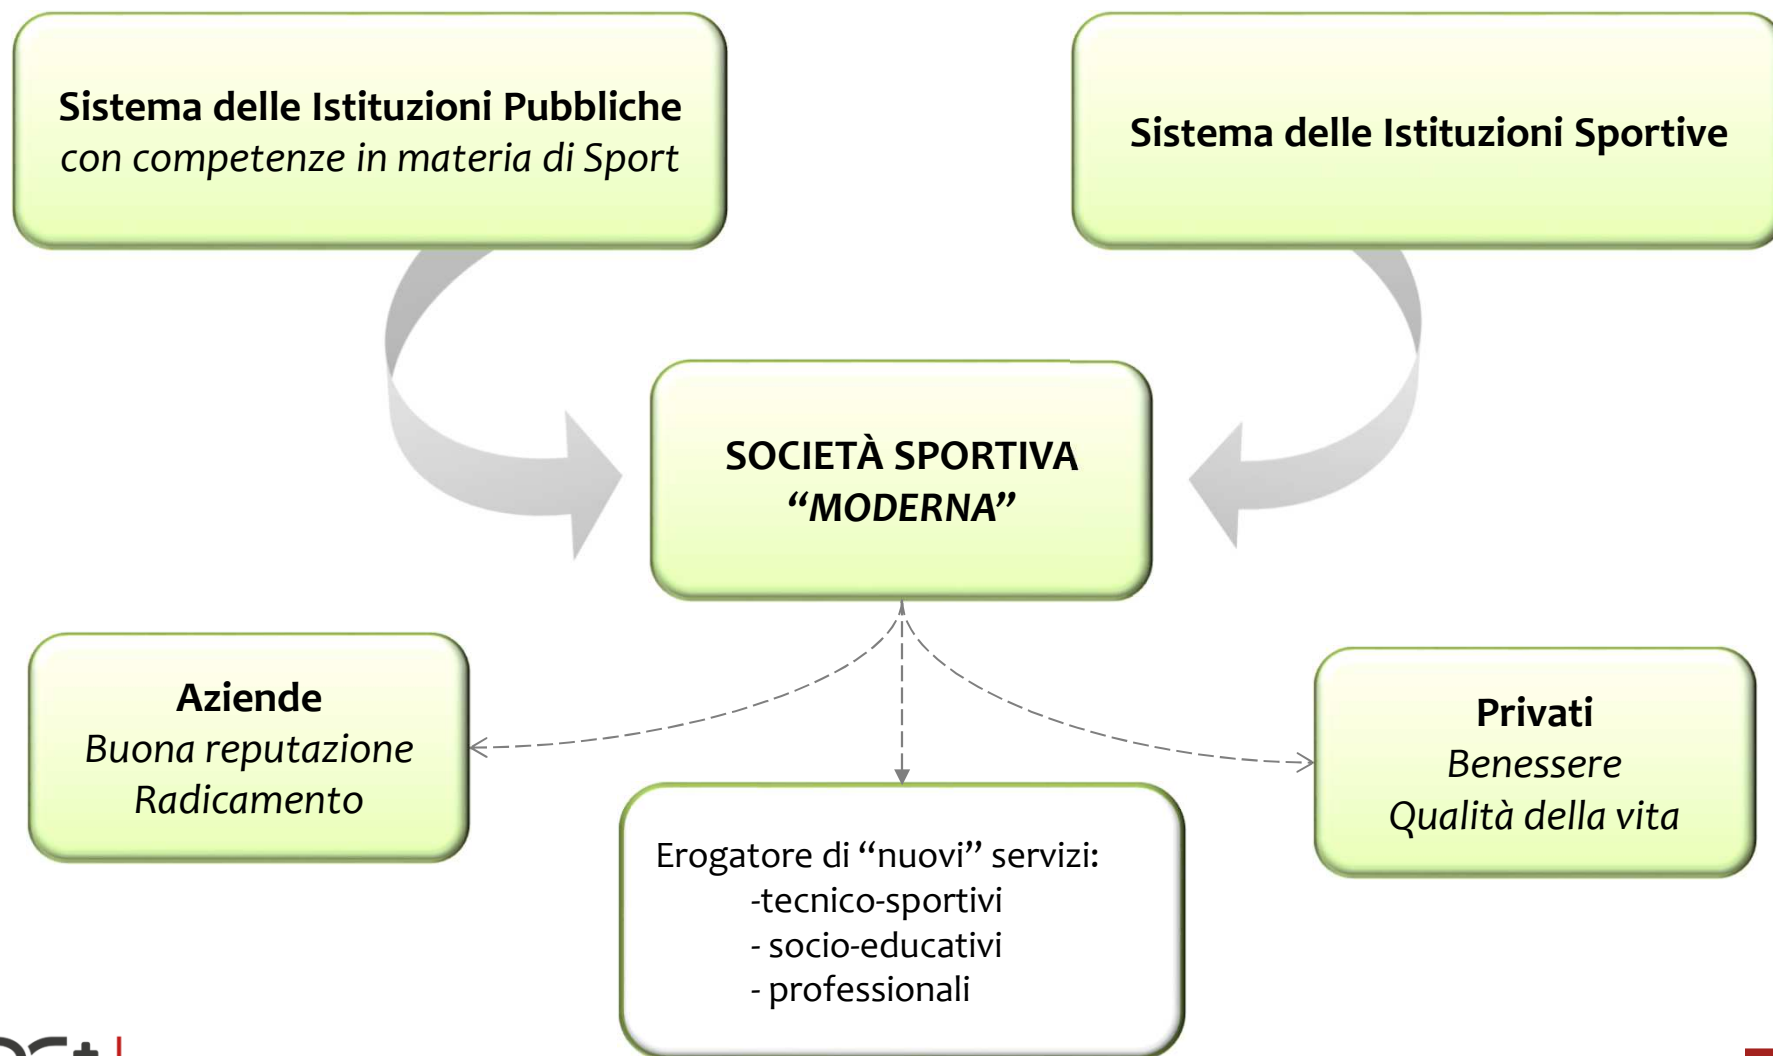 Sistema delle Istituzioni Pubbliche
con competenze in materia di Sport
Sistema delle Istituzioni Sportive
SOCIETÀ SPORTIVA
“MODERNA”
Aziende
Buona reputazione
Radicamento
Privati
Benessere
Qualità della vita
Erogatore di “nuovi” servizi:
-tecnico-sportivi
- socio-educativi
- professionali